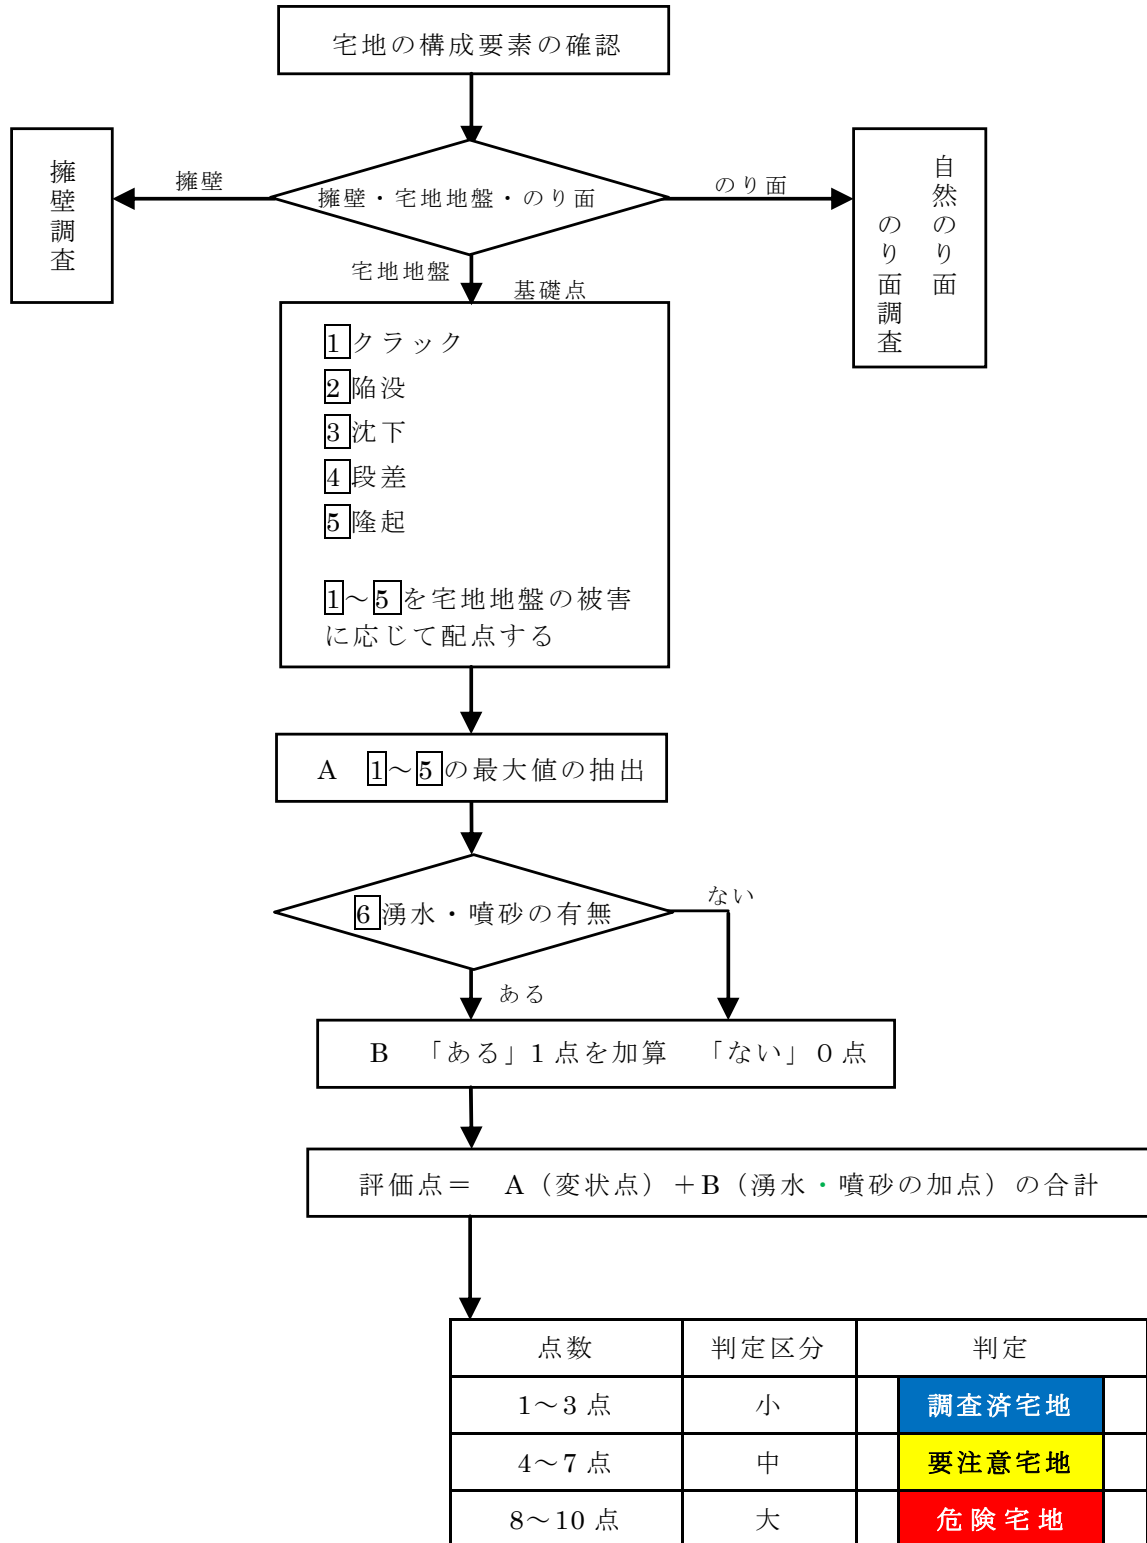 宅地の構成要素の確認
擁壁・宅地地盤・のり面
擁壁
のり面
擁壁調査
自然のり面
のり面調査
宅地地盤
基礎点
1クラック
2陥没
3沈下
4段差
5隆起
1～5を宅地地盤の被害
に応じて配点する
A 1～5の最大値の抽出
6湧水・噴砂の有無
ない
ある
B 「ある」1点を加算 「ない」０点
評価点＝ A（変状点）＋B（湧水・噴砂の加点）の合計
点数 判定区分 判定
1～3点 小 調査済宅地
4～7点 中 要注意宅地
8～10点 大 危険宅地